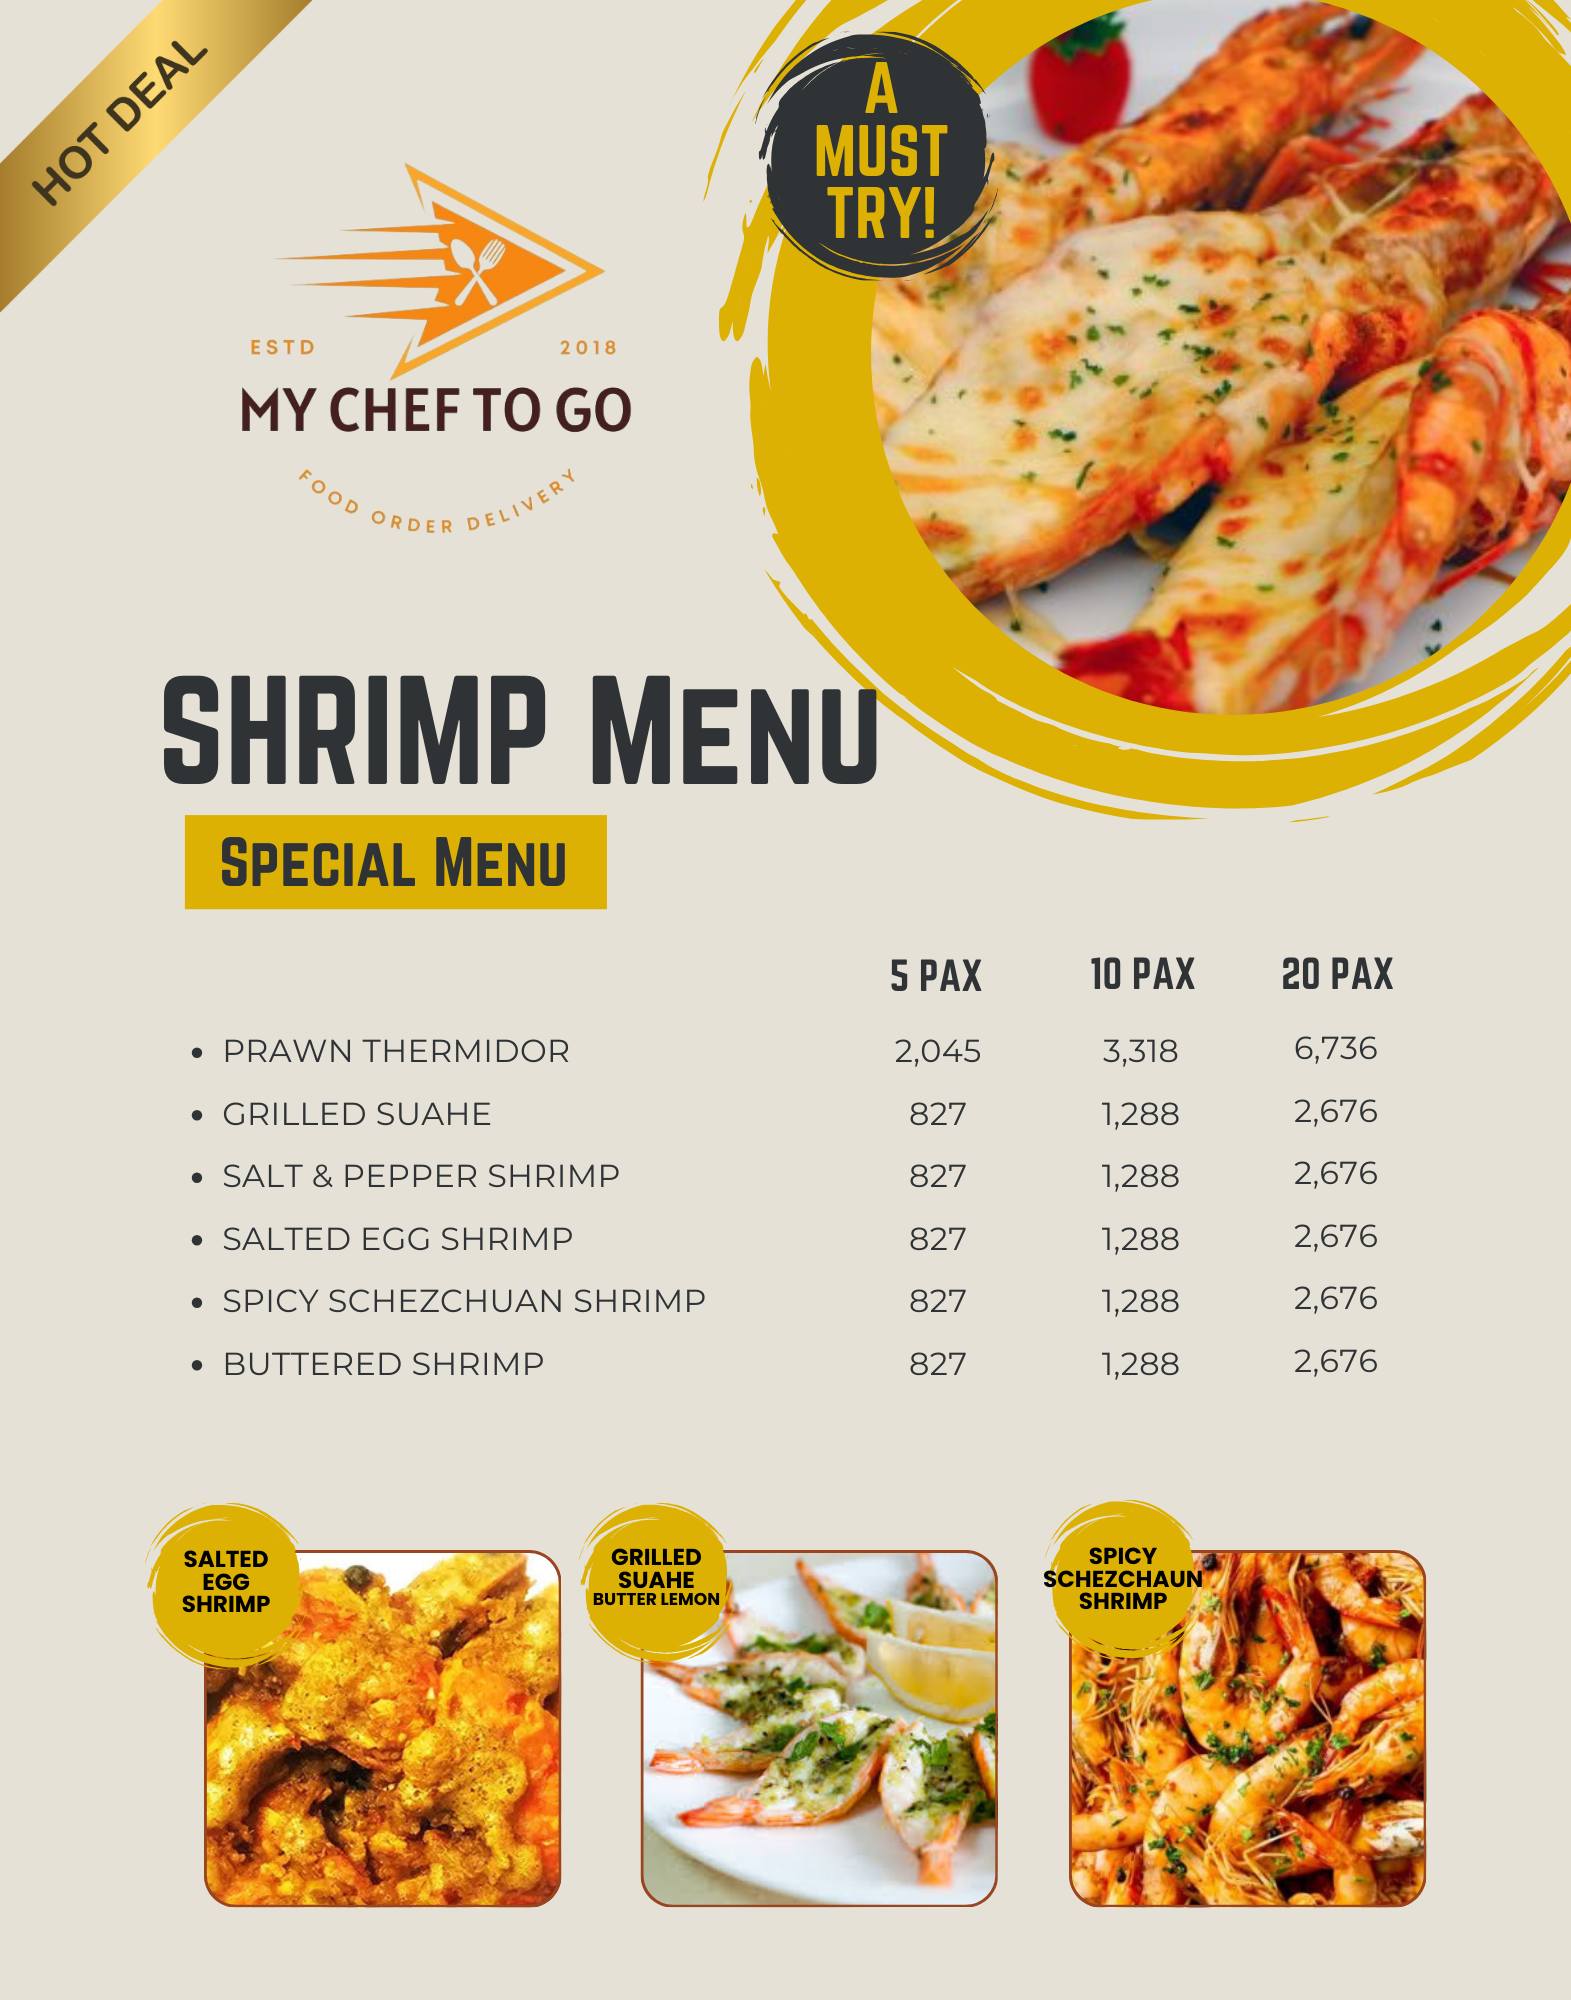 HOT DEAL
A
MUST
TRY!
ESTD 2018
MY CHEF TO GO
FOOD ORDER DELIVERY
SHRIMP MENU
SPECIAL MENU
5 PAX 10 PAX 20 PAX
• PRAWN THERMIDOR 2,045 3,318 6,736
• GRILLED SUAHE 827 1,288 2,676
• SALT & PEPPER SHRIMP 827 1,288 2,676
• SALTED EGG SHRIMP 827 1,288 2,676
• SPICY SCHEZCHUAN SHRIMP 827 1,288 2,676
• BUTTERED SHRIMP 827 1,288 2,676
SALTED
EGG
SHRIMP
GRILLED
SUAHE
BUTTER LEMON
SPICY
SCHEZCHAUN
SHRIMP